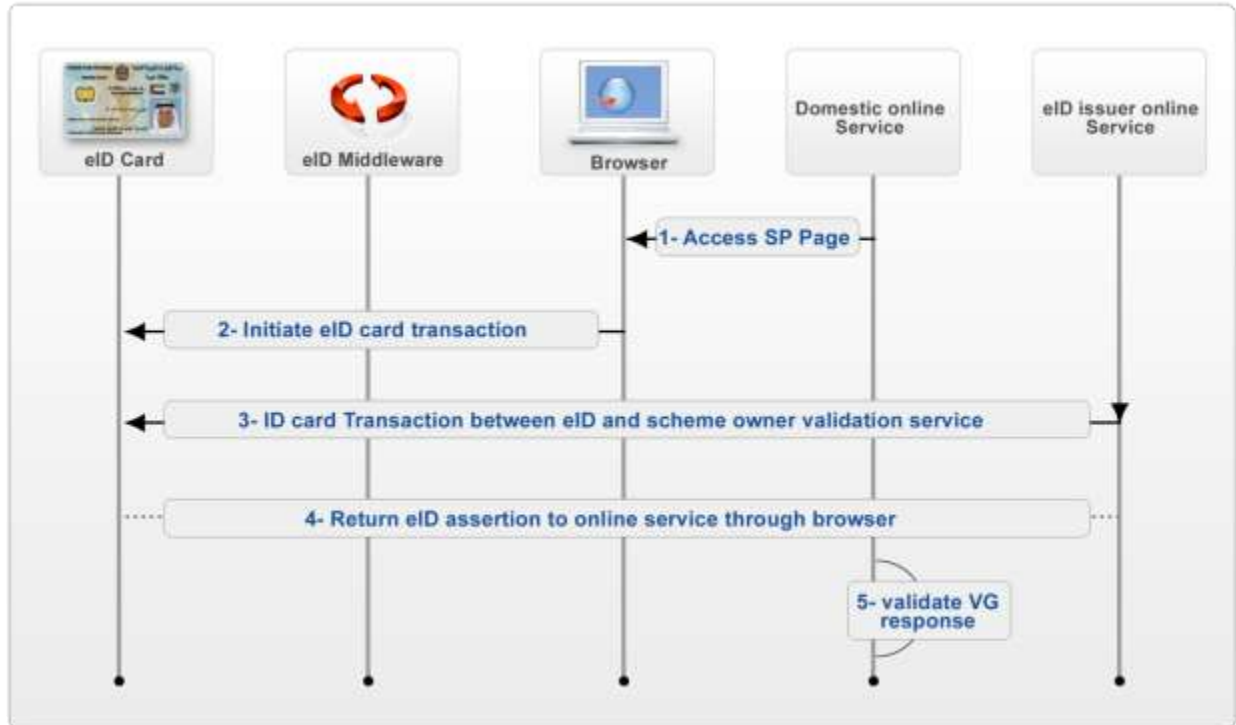 eID Card
eID Middleware
Browser
Domestic online
Service
eID issuer online
Service
1- Access SP Page
2- Initiate eID card transaction
3- ID card Transaction between eID and scheme owner validation service
4- Return eID assertion to online service through browser
5- validate VG
response